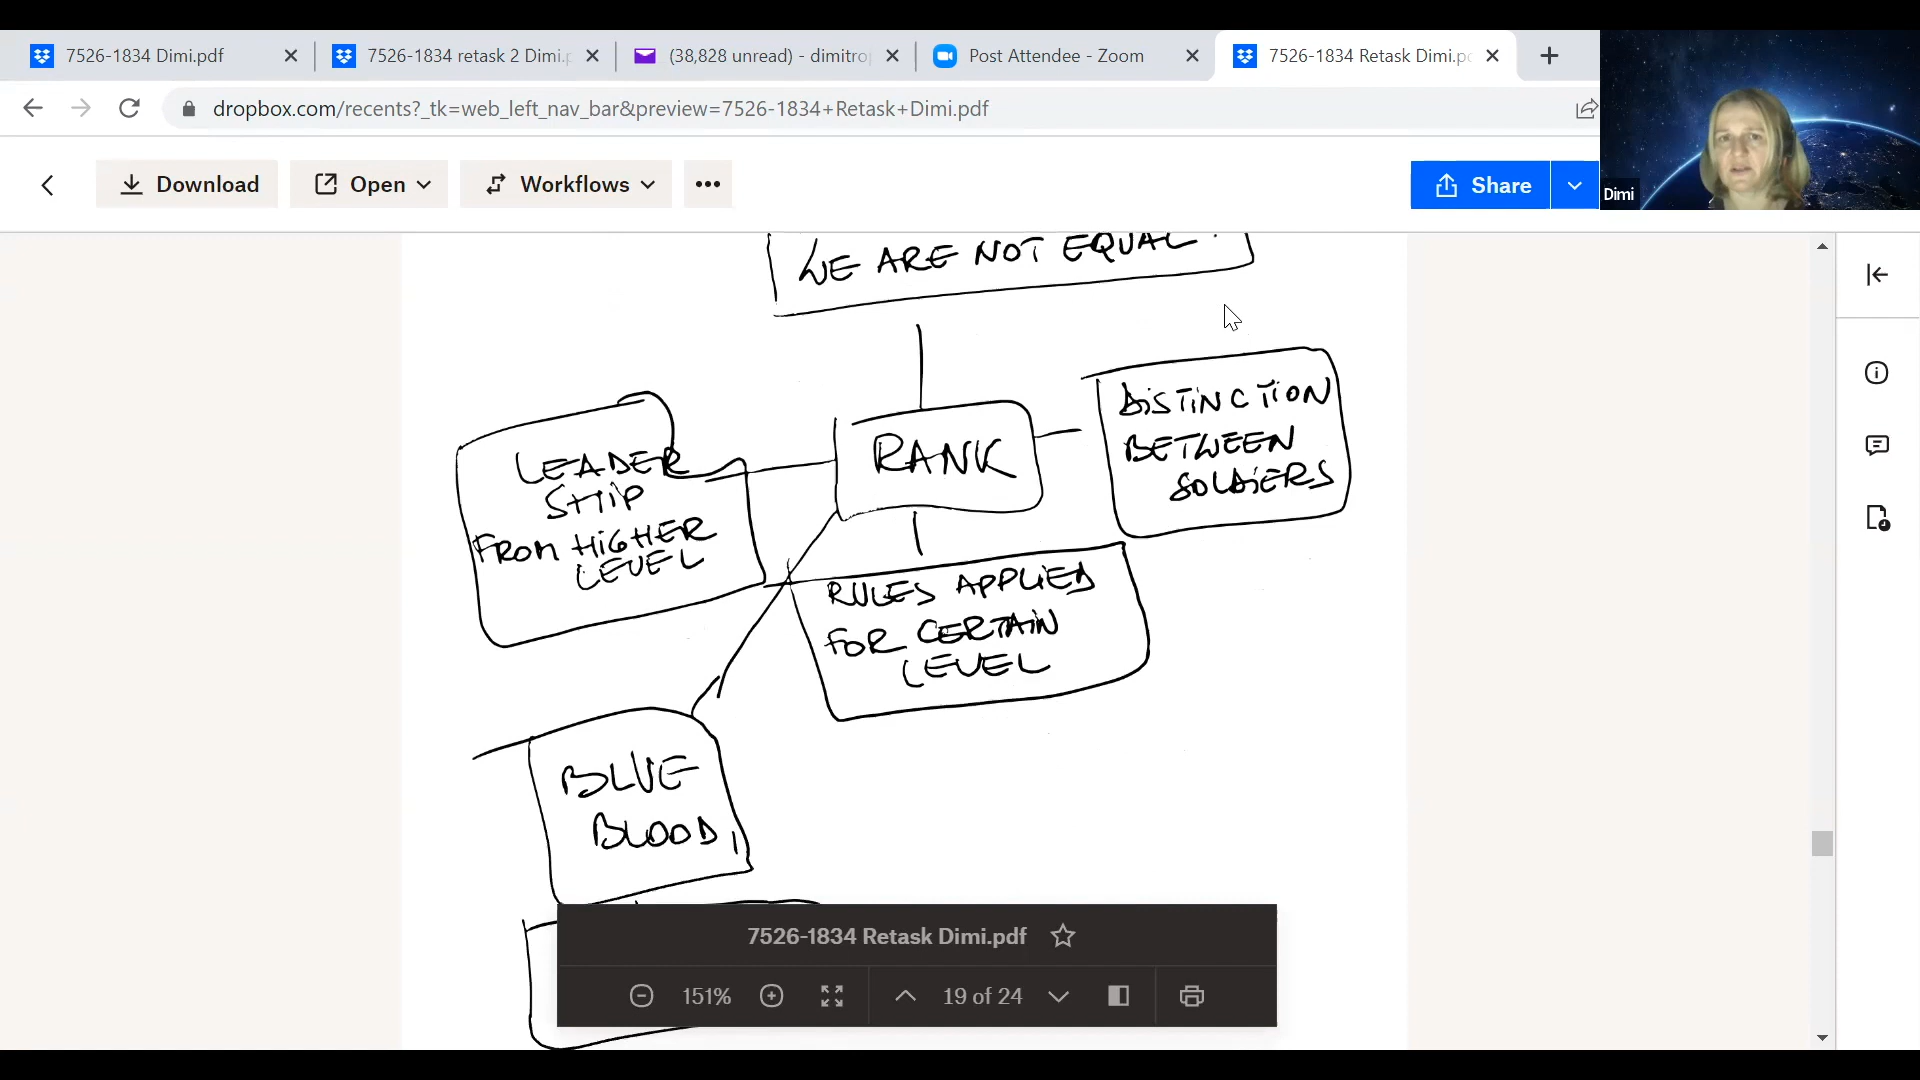 7526-1834 Dimi.pdf
7526-1834 retask 2 Dimi.p
(38,828 unread) - dimitro
Post Attendee - Zoom
7526-1834 Retask Dimi.pd
dropbox.com/recents?_tk=web_left_nav_bar&preview=7526-1834+Retask+Dimi.pdf
Download
Open
Workflows
Share
Dimi
WE ARE NOT EQUAL.
LEADER
SHIP
FROM HIGHER
LEVEL
RANK
DISTINCTION
BETWEEN
SOLDIERS
RULES APPLIED
FOR CERTAIN
LEVEL
BLUE
BLOOD
7526-1834 Retask Dimi.pdf
151%
19 of 24